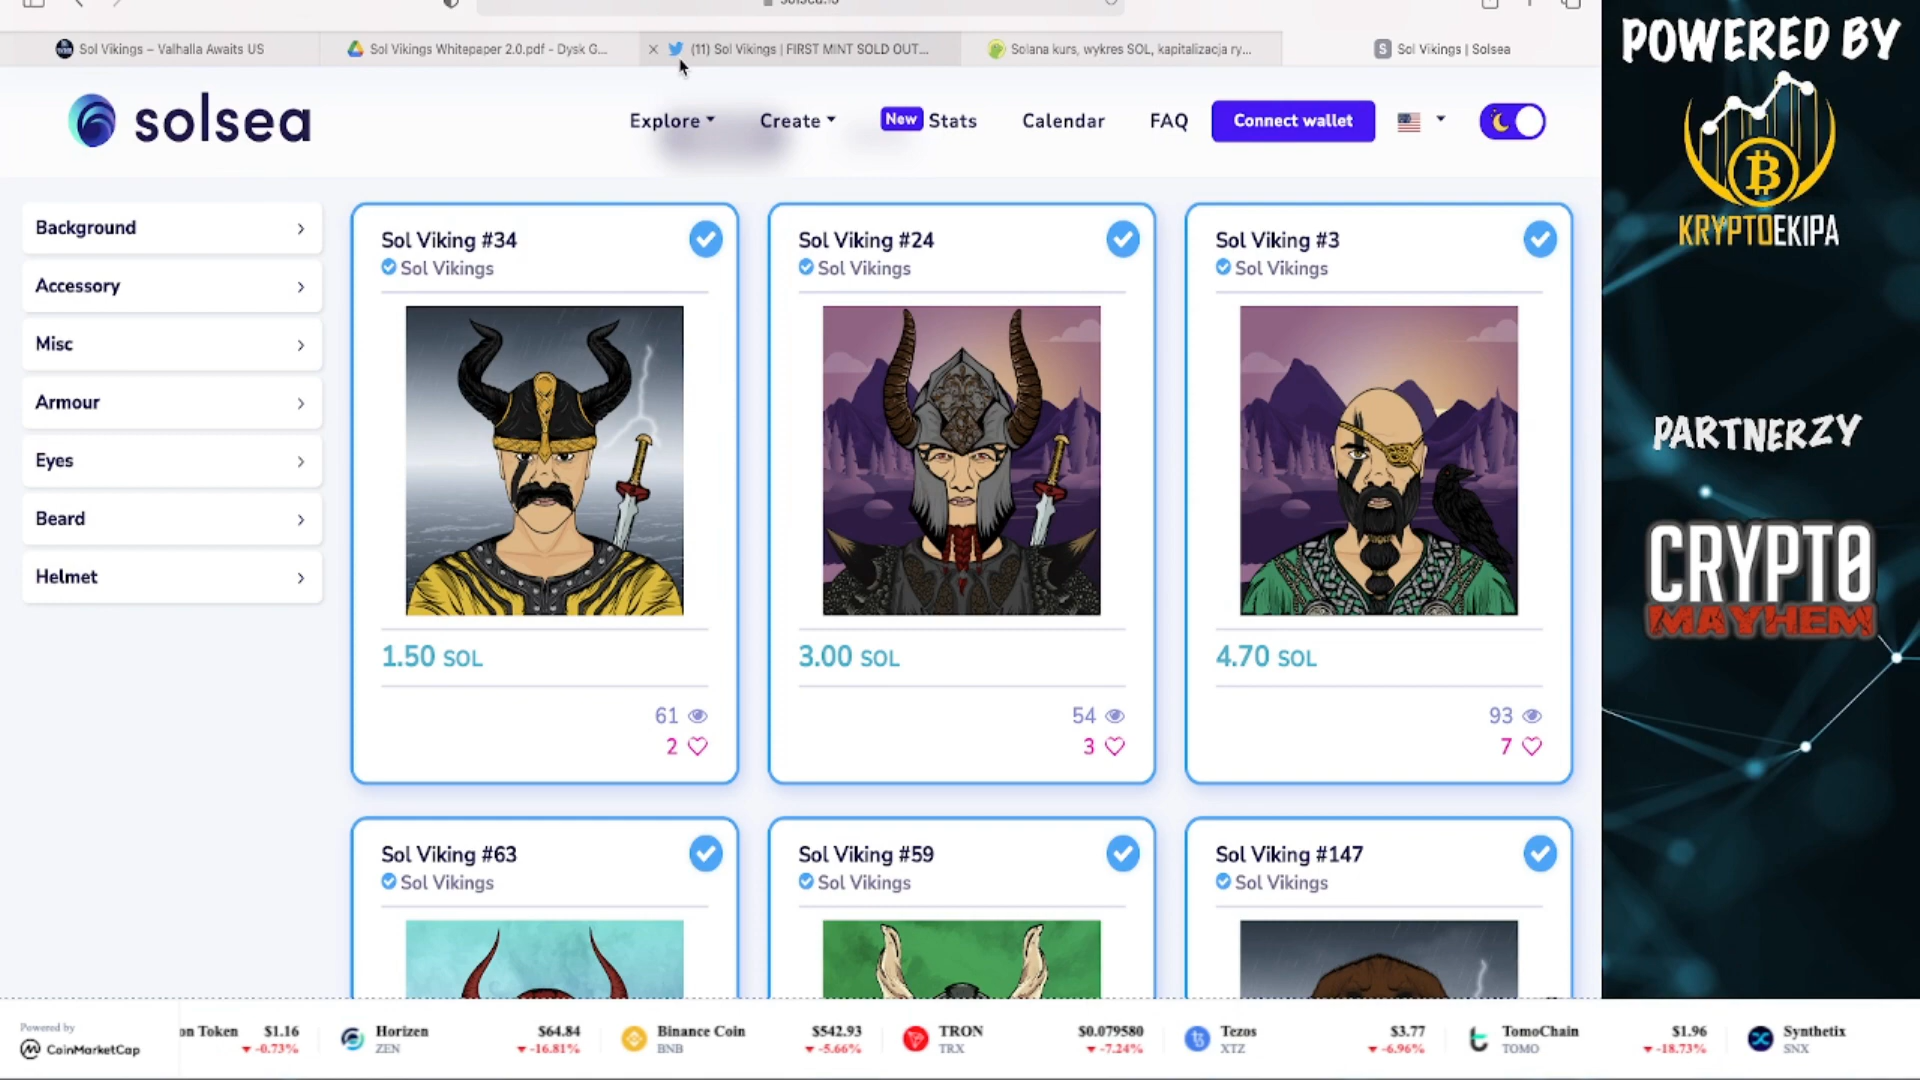 Sol Vikings – Valhalla Awaits US
Sol Vikings Whitepaper 2.0.pdf - Dysk G...
(11) Sol Vikings | FIRST MINT SOLD OUT...
Solana kurs, wykres SOL, kapitalizacja ry...
S
Sol Vikings | Solsea
solsea
Explore
Create
New
Stats
Calendar
FAQ
Connect wallet
Background
Accessory
Misc
Armour
Eyes
Beard
Helmet
Sol Viking #34
Sol Vikings
1.50 SOL
61
2
Sol Viking #24
Sol Vikings
3.00 SOL
54
3
Sol Viking #3
Sol Vikings
4.70 SOL
93
7
Sol Viking #63
Sol Vikings
Sol Viking #59
Sol Vikings
Sol Viking #147
Sol Vikings
POWERED BY
B
KRYPTOEKIPA
PARTNERZY
CRYPTO
MAYHEM
Powered by
CoinMarketCap
on Token $1.16
-0.73%
Horizen $64.84
ZEN -16.81%
Binance Coin $542.93
BNB -5.66%
TRON $0.079580
TRX -7.24%
Tezos $3.77
XTZ -6.96%
TomoChain $1.96
TOMO -18.73%
Synthetix
SNX